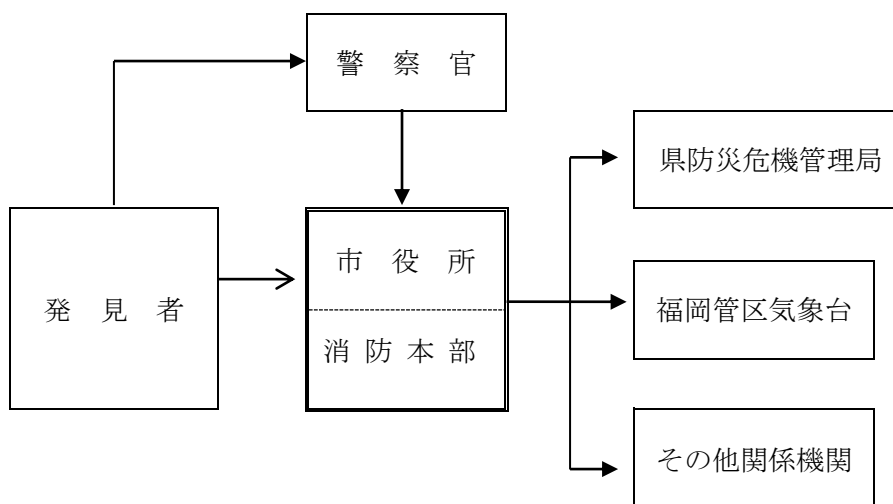 警 察 官
県防災危機管理局
市 役 所
発 見 者
福岡管区気象台
消 防 本 部
その他関係機関